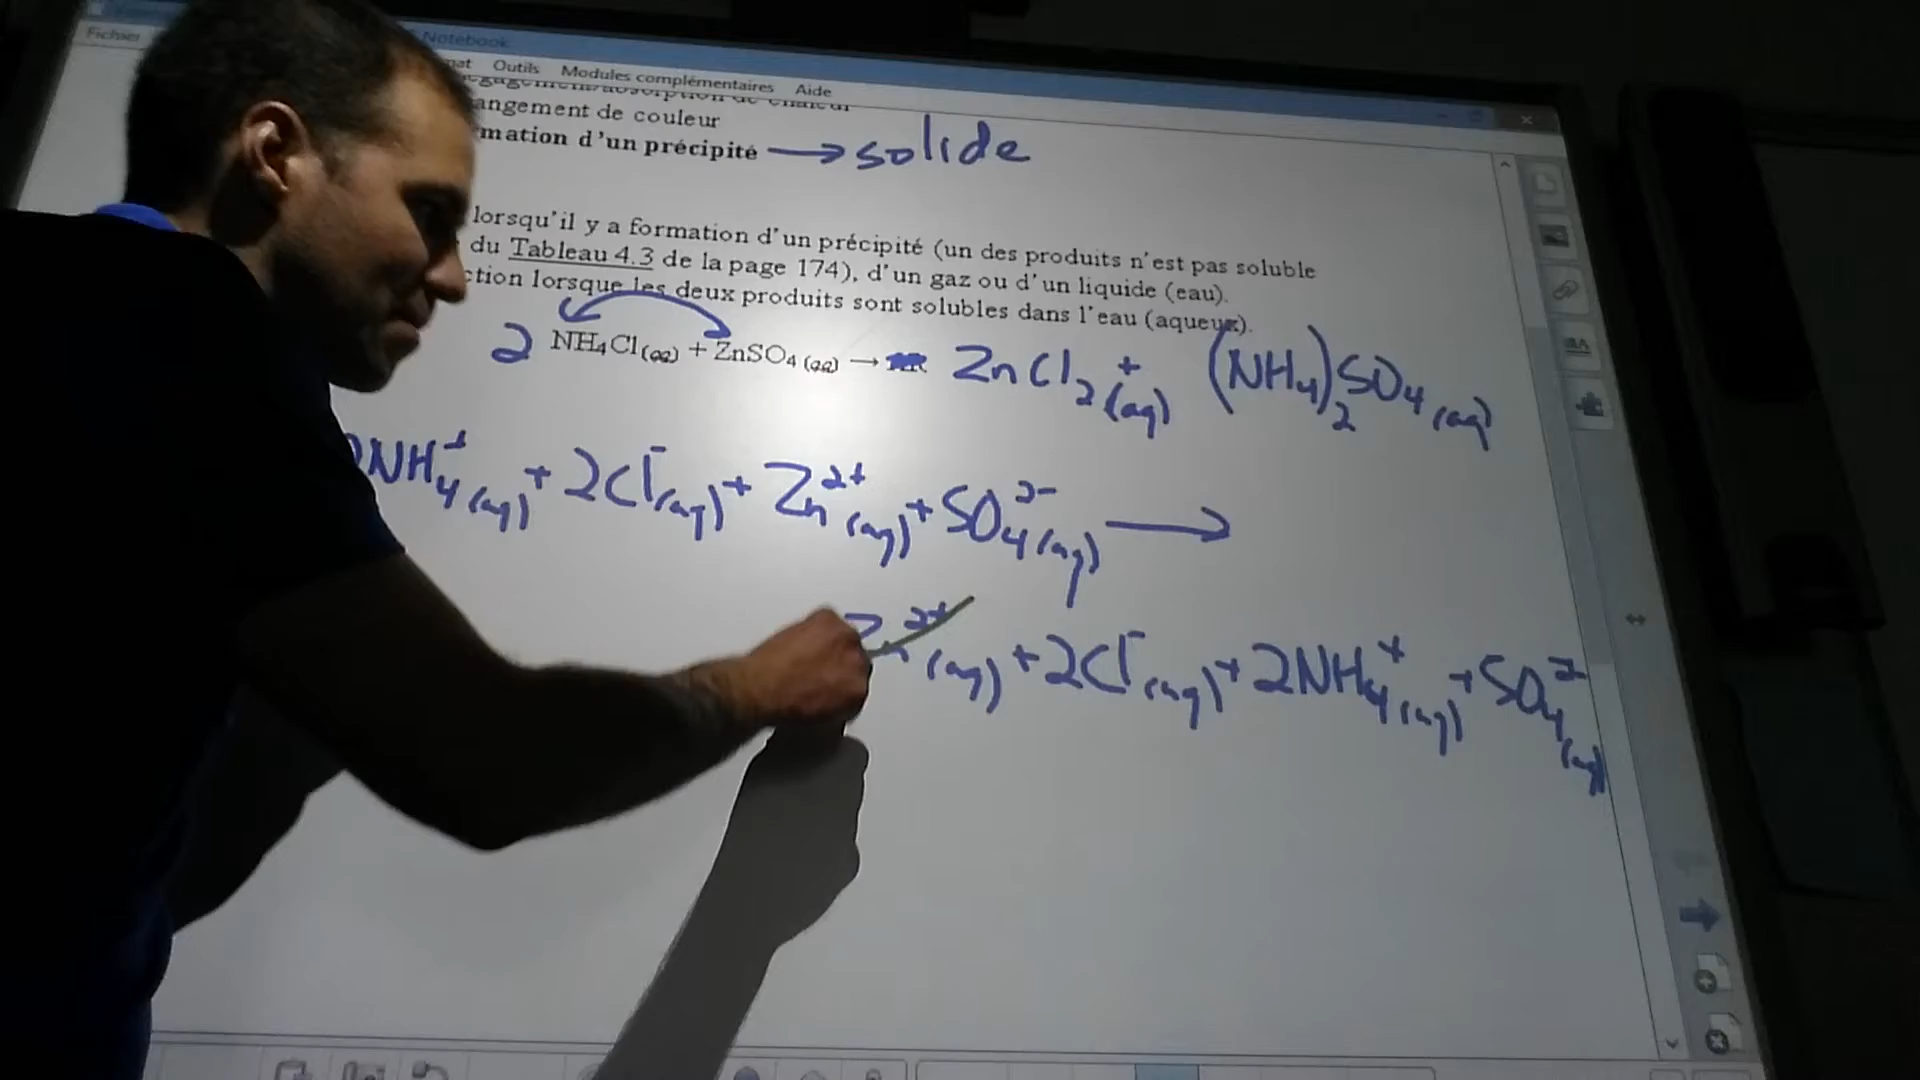 Fichier
Notebook
Outils Modules complémentaires Aide
angement de couleur
mation d'un précipité → solide
lorsqu'il y a formation d'un précipité (un des produits n'est pas soluble
du Tableau 4.3 de la page 174), d'un gaz ou d'un liquide (eau).
ction lorsque les deux produits sont solubles dans l'eau (aqueux).
2 NH₄Cl(aq) + ZnSO₄(aq) → ZnCl₂(aq) + (NH₄)₂SO₄(aq)
2NH₄⁺(aq) + 2Cl⁻(aq) + Zn²⁺(aq) + SO₄²⁻(aq) →
Zn²⁺(aq) + 2Cl⁻(aq) + 2NH₄⁺(aq) + SO₄²⁻(aq)